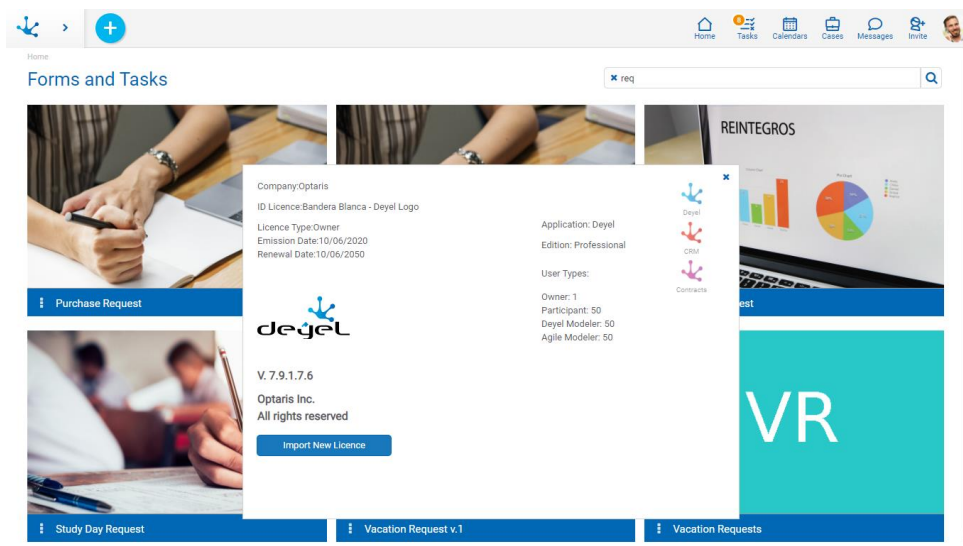 Home
Tasks
8
Calendars
Cases
Messages
Invite
Home
Forms and Tasks
req
REINTEGROS
Company:Optaris
ID Licence:Bandera Blanca - Deyel Logo
Licence Type:Owner
Emission Date:10/06/2020
Renewal Date:10/06/2050
Application: Deyel
Edition: Professional
User Types:
Owner: 1
Participant: 50
Deyel Modeler: 50
Agile Modeler: 50
Deyel
CRM
Contracts
deyel
V. 7.9.1.7.6
Optaris Inc.
All rights reserved
Import New Licence
Purchase Request
est
VR
Study Day Request
Vacation Request v.1
Vacation Requests